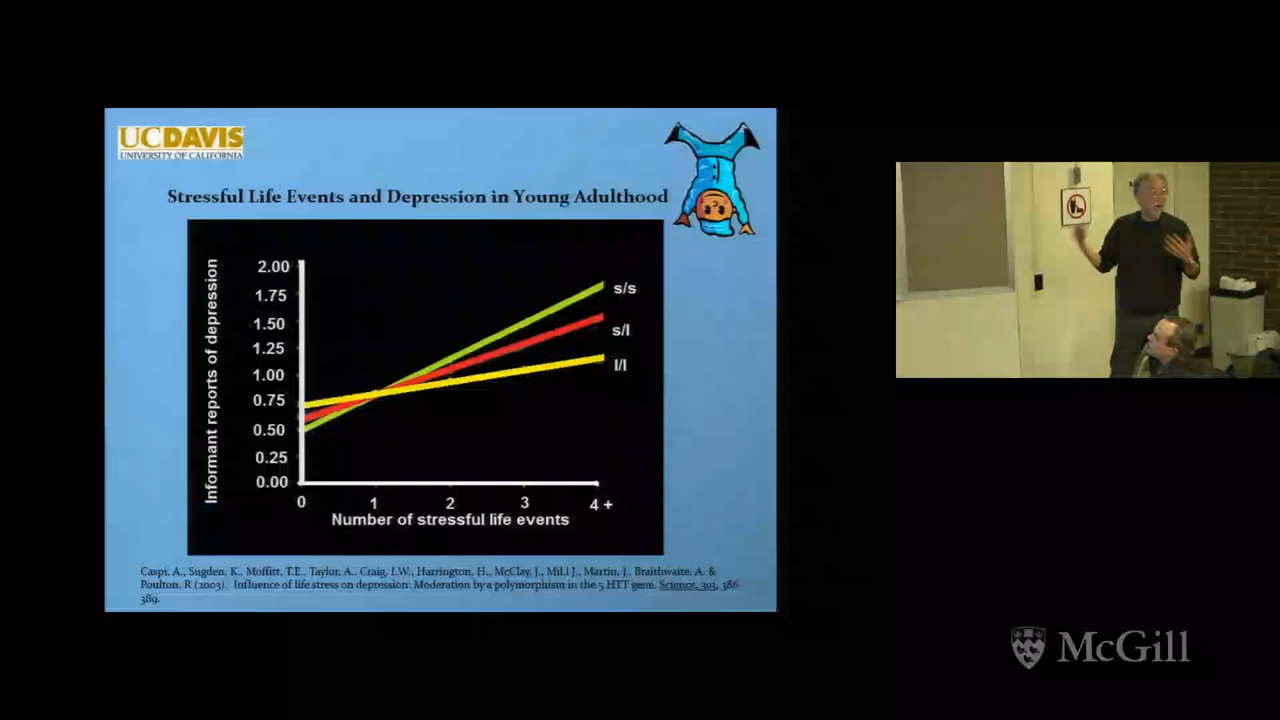 UCDAVIS
UNIVERSITY OF CALIFORNIA
Stressful Life Events and Depression in Young Adulthood
Informant reports of depression
2.00
1.75
1.50
1.25
1.00
0.75
0.50
0.25
0.00
s/s
s/l
l/l
0 1 2 3 4 +
Number of stressful life events
Caspi, A., Sugden, K., Moffitt, T.E., Taylor, A., Craig, I.W., Harrington, H., McClay, J., Mill, J., Martin, J., Braithwaite, A. &
Poulton, R (2003). Influence of life stress on depression: Moderation by a polymorphism in the 5 HTT gene. Science, 301, 386-
389.
McGill